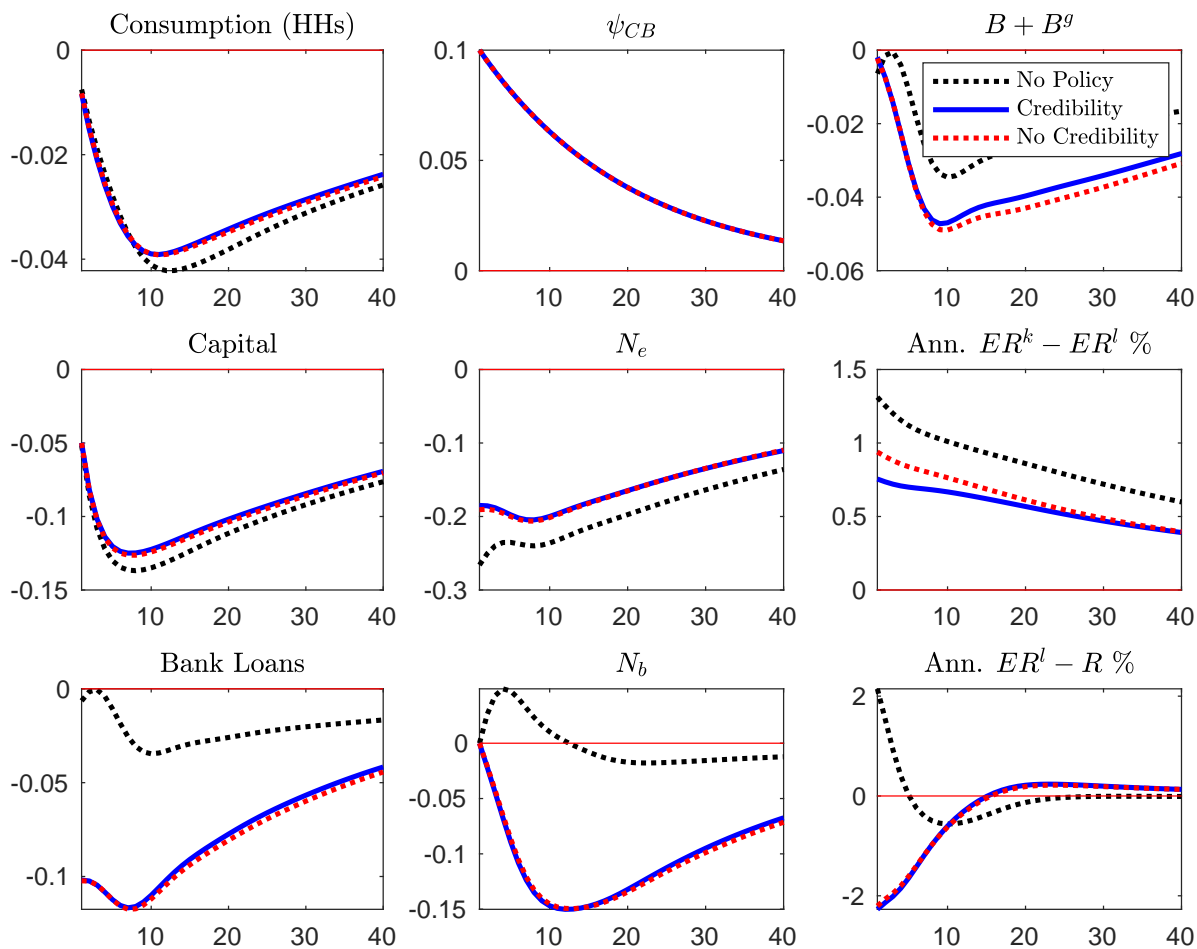 Consumption (HHs)
0
-0.02
-0.04
10 20 30 40
ψ_CB
0.1
0.05
0
10 20 30 40
B + B^g
0
-0.02
-0.04
-0.06
10 20 30 40
No Policy
Credibility
No Credibility
Capital
0
-0.05
-0.1
-0.15
10 20 30 40
N_e
0
-0.1
-0.2
-0.3
10 20 30 40
Ann. ER^k − ER^l %
1.5
1
0.5
0
10 20 30 40
Bank Loans
0
-0.05
-0.1
10 20 30 40
N_b
0
-0.05
-0.1
-0.15
10 20 30 40
Ann. ER^l − R %
2
0
-2
10 20 30 40